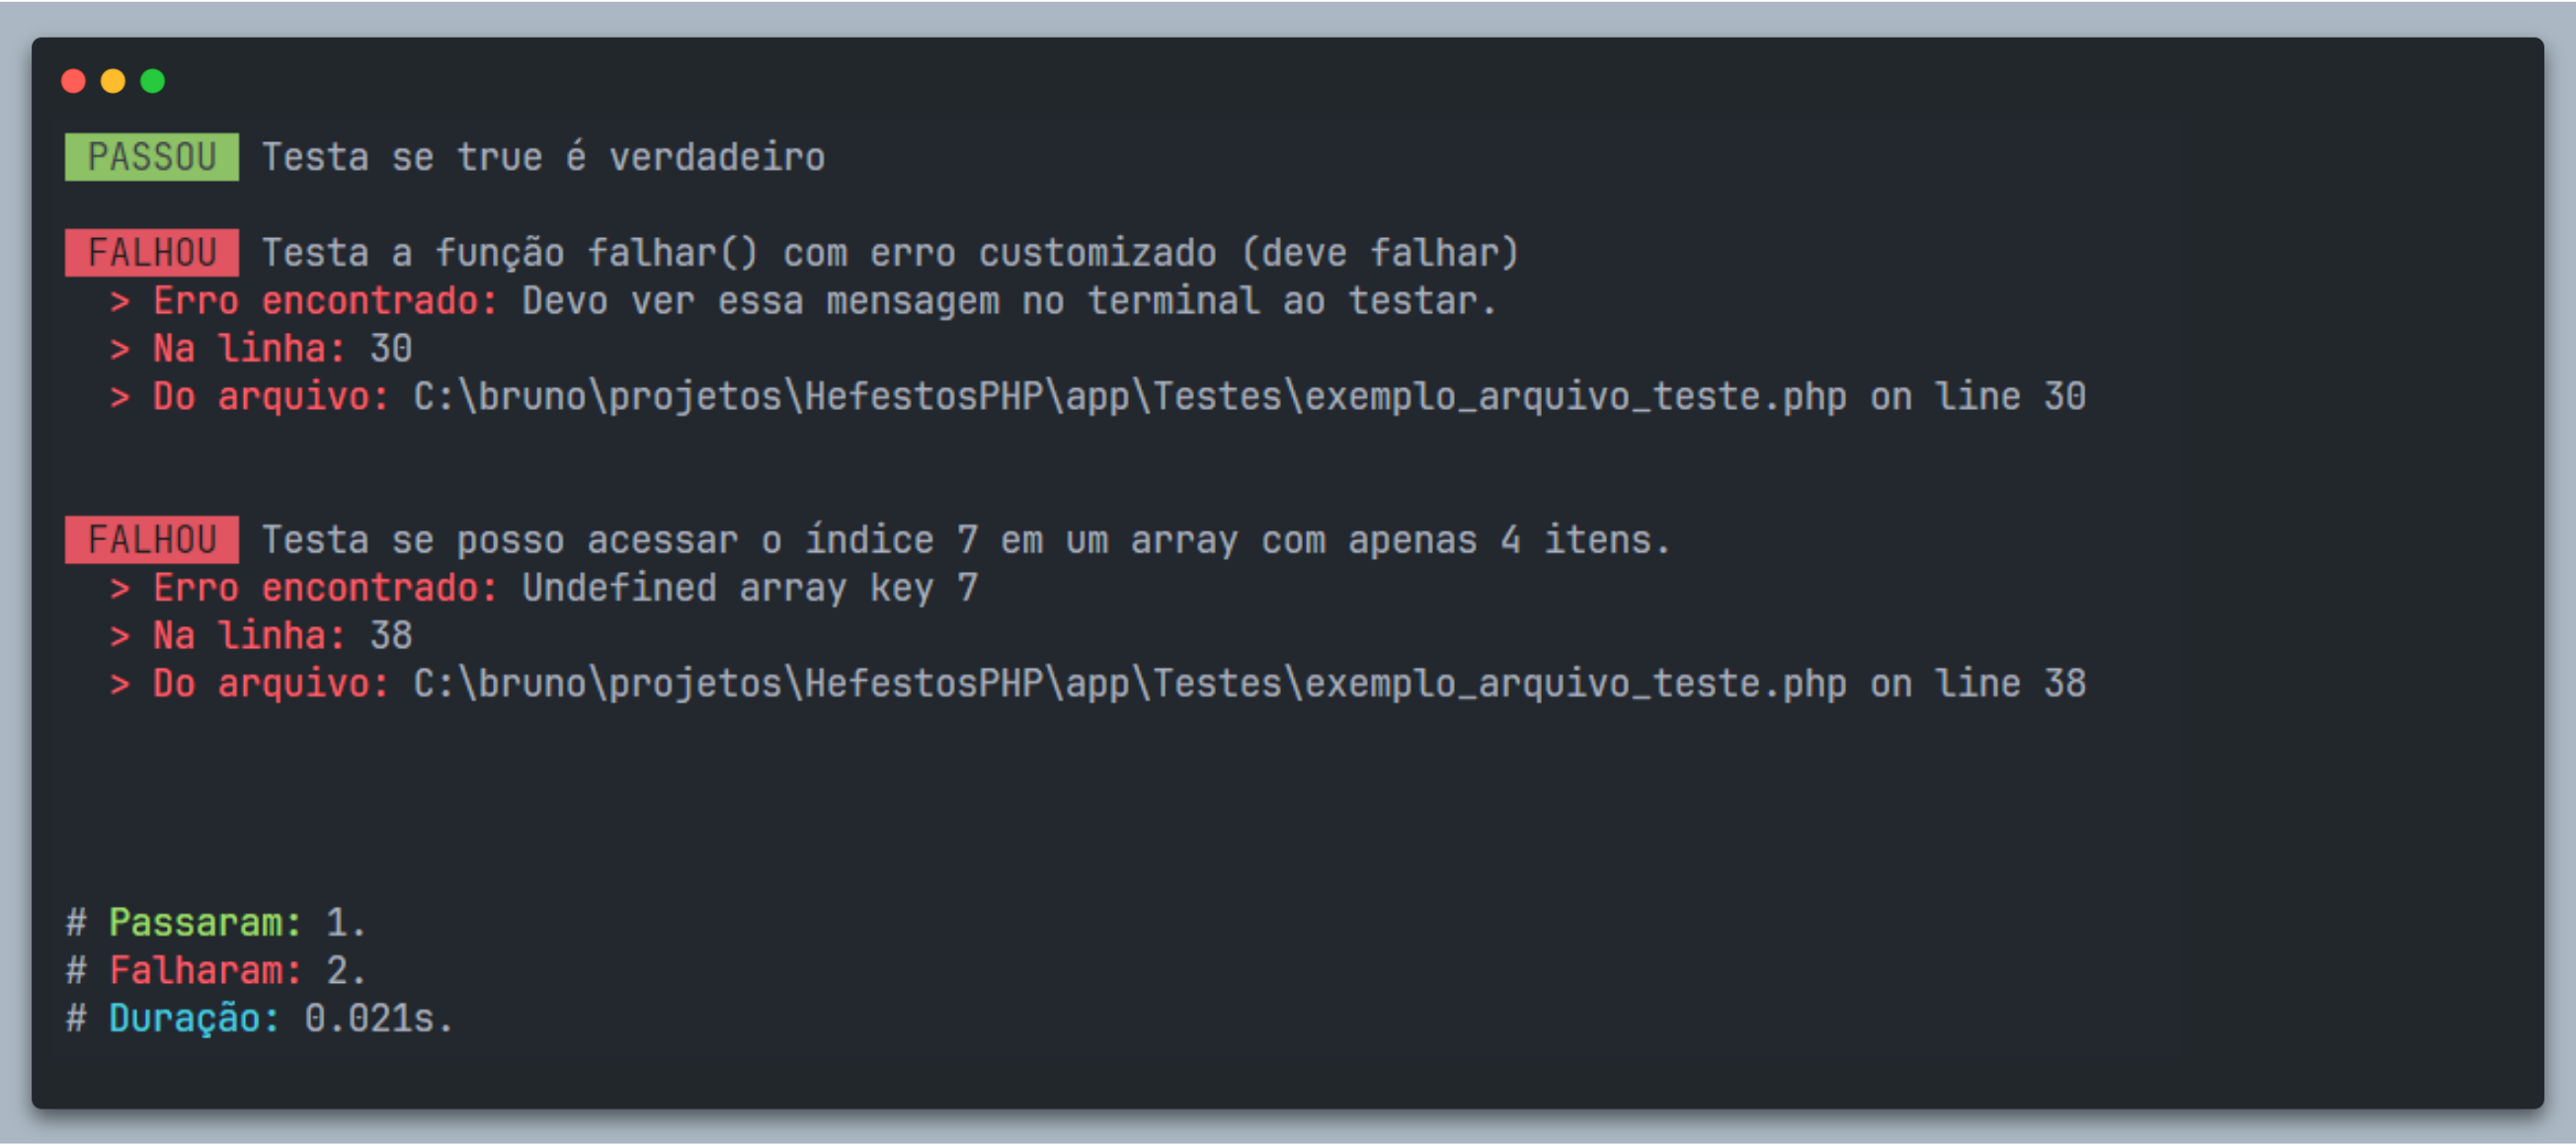 PASSOU Testa se true é verdadeiro
FALHOU Testa a função falhar() com erro customizado (deve falhar)
> Erro encontrado: Devo ver essa mensagem no terminal ao testar.
> Na linha: 30
> Do arquivo: C:\bruno\projetos\HefestosPHP\app\Testes\exemplo_arquivo_teste.php on line 30
FALHOU Testa se posso acessar o índice 7 em um array com apenas 4 itens.
> Erro encontrado: Undefined array key 7
> Na linha: 38
> Do arquivo: C:\bruno\projetos\HefestosPHP\app\Testes\exemplo_arquivo_teste.php on line 38
# Passaram: 1.
# Falharam: 2.
# Duração: 0.021s.